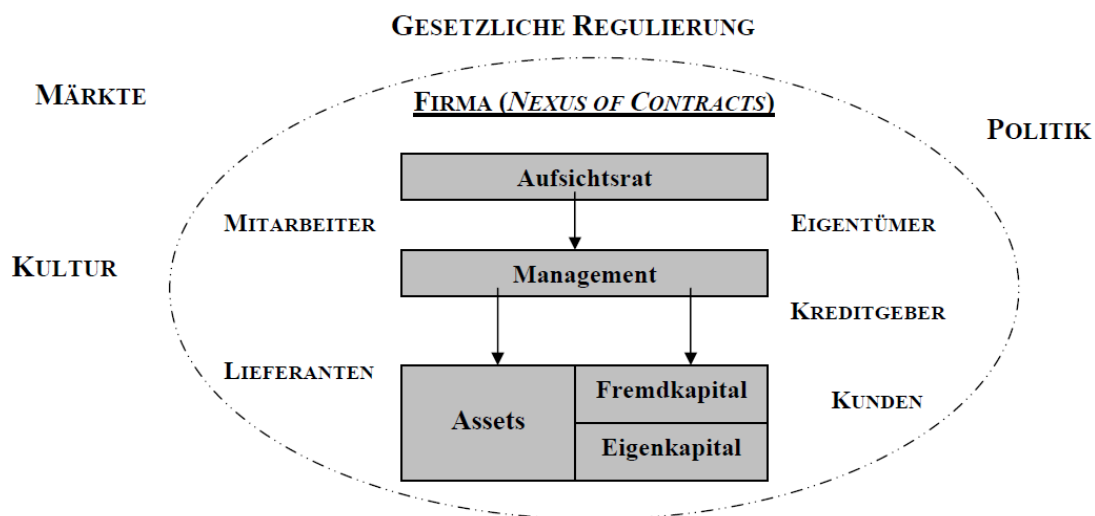 GESETZLICHE REGULIERUNG
MÄRKTE
FIRMA (NEXUS OF CONTRACTS)
POLITIK
Aufsichtsrat
MITARBEITER
EIGENTÜMER
KULTUR
Management
KREDITGEBER
LIEFERANTEN
Fremdkapital
KUNDEN
Assets
Eigenkapital